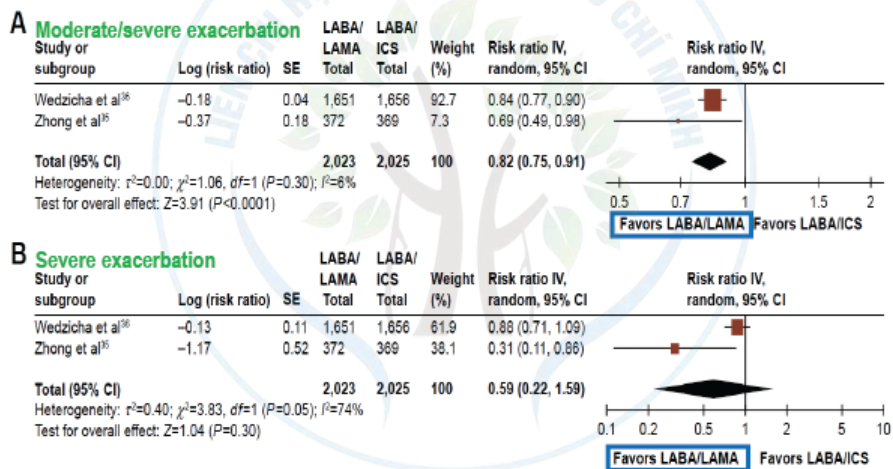 A Moderate/severe exacerbation
Study or subgroup Log (risk ratio) SE LABA/LAMA Total LABA/ICS Total Weight (%) Risk ratio IV, random, 95% CI Risk ratio IV, random, 95% CI
Wedzicha et al³⁶ –0.18 0.04 1,651 1,656 92.7 0.84 (0.77, 0.90)
Zhong et al³⁵ –0.37 0.18 372 369 7.3 0.69 (0.49, 0.98)
Total (95% CI) 2,023 2,025 100 0.82 (0.75, 0.91)
Heterogeneity: τ²=0.00; χ²=1.06, df=1 (P=0.30); I²=6%
Test for overall effect: Z=3.91 (P<0.0001)
0.5 0.7 1 1.5 2
Favors LABA/LAMA Favors LABA/ICS
B Severe exacerbation
Study or subgroup Log (risk ratio) SE LABA/LAMA Total LABA/ICS Total Weight (%) Risk ratio IV, random, 95% CI Risk ratio IV, random, 95% CI
Wedzicha et al³⁶ –0.13 0.11 1,651 1,656 61.9 0.88 (0.71, 1.09)
Zhong et al³⁵ –1.17 0.52 372 369 38.1 0.31 (0.11, 0.86)
Total (95% CI) 2,023 2,025 100 0.59 (0.22, 1.59)
Heterogeneity: τ²=0.40; χ²=3.83, df=1 (P=0.05); I²=74%
Test for overall effect: Z=1.04 (P=0.30)
0.1 0.2 0.5 1 2 5 10
Favors LABA/LAMA Favors LABA/ICS
CHÍ MINH